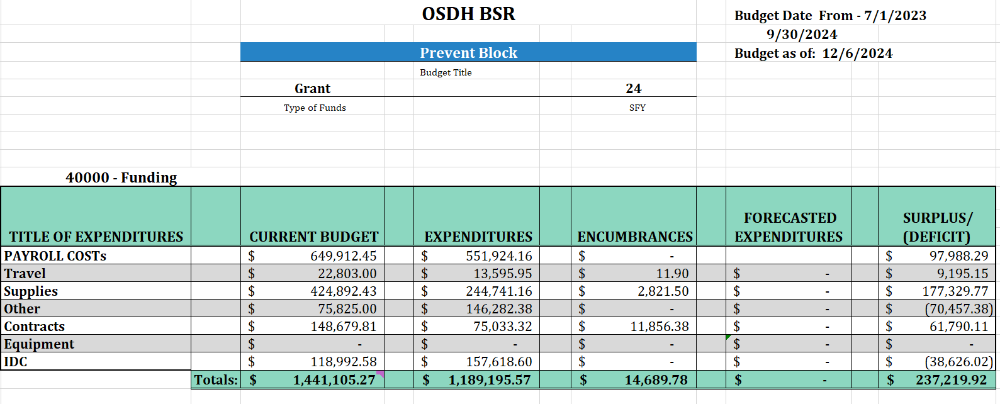 OSDH BSR
Budget Date  From - 7/1/2023
9/30/2024
Prevent Block
Budget as of:  12/6/2024
Budget Title
Grant 24
Type of Funds SFY
40000 - Funding
TITLE OF EXPENDITURES CURRENT BUDGET EXPENDITURES ENCUMBRANCES FORECASTED EXPENDITURES SURPLUS/ (DEFICIT)
PAYROLL COSTs $ 649,912.45 $ 551,924.16 $ - $ 97,988.29
Travel $ 22,803.00 $ 13,595.95 $ 11.90 $ - $ 9,195.15
Supplies $ 424,892.43 $ 244,741.16 $ 2,821.50 $ - $ 177,329.77
Other $ 75,825.00 $ 146,282.38 $ - $ - $ (70,457.38)
Contracts $ 148,679.81 $ 75,033.32 $ 11,856.38 $ - $ 61,790.11
Equipment $ - $ - $ - $ - $ -
IDC $ 118,992.58 $ 157,618.60 $ - $ - $ (38,626.02)
Totals: $ 1,441,105.27 $ 1,189,195.57 $ 14,689.78 $ - $ 237,219.92